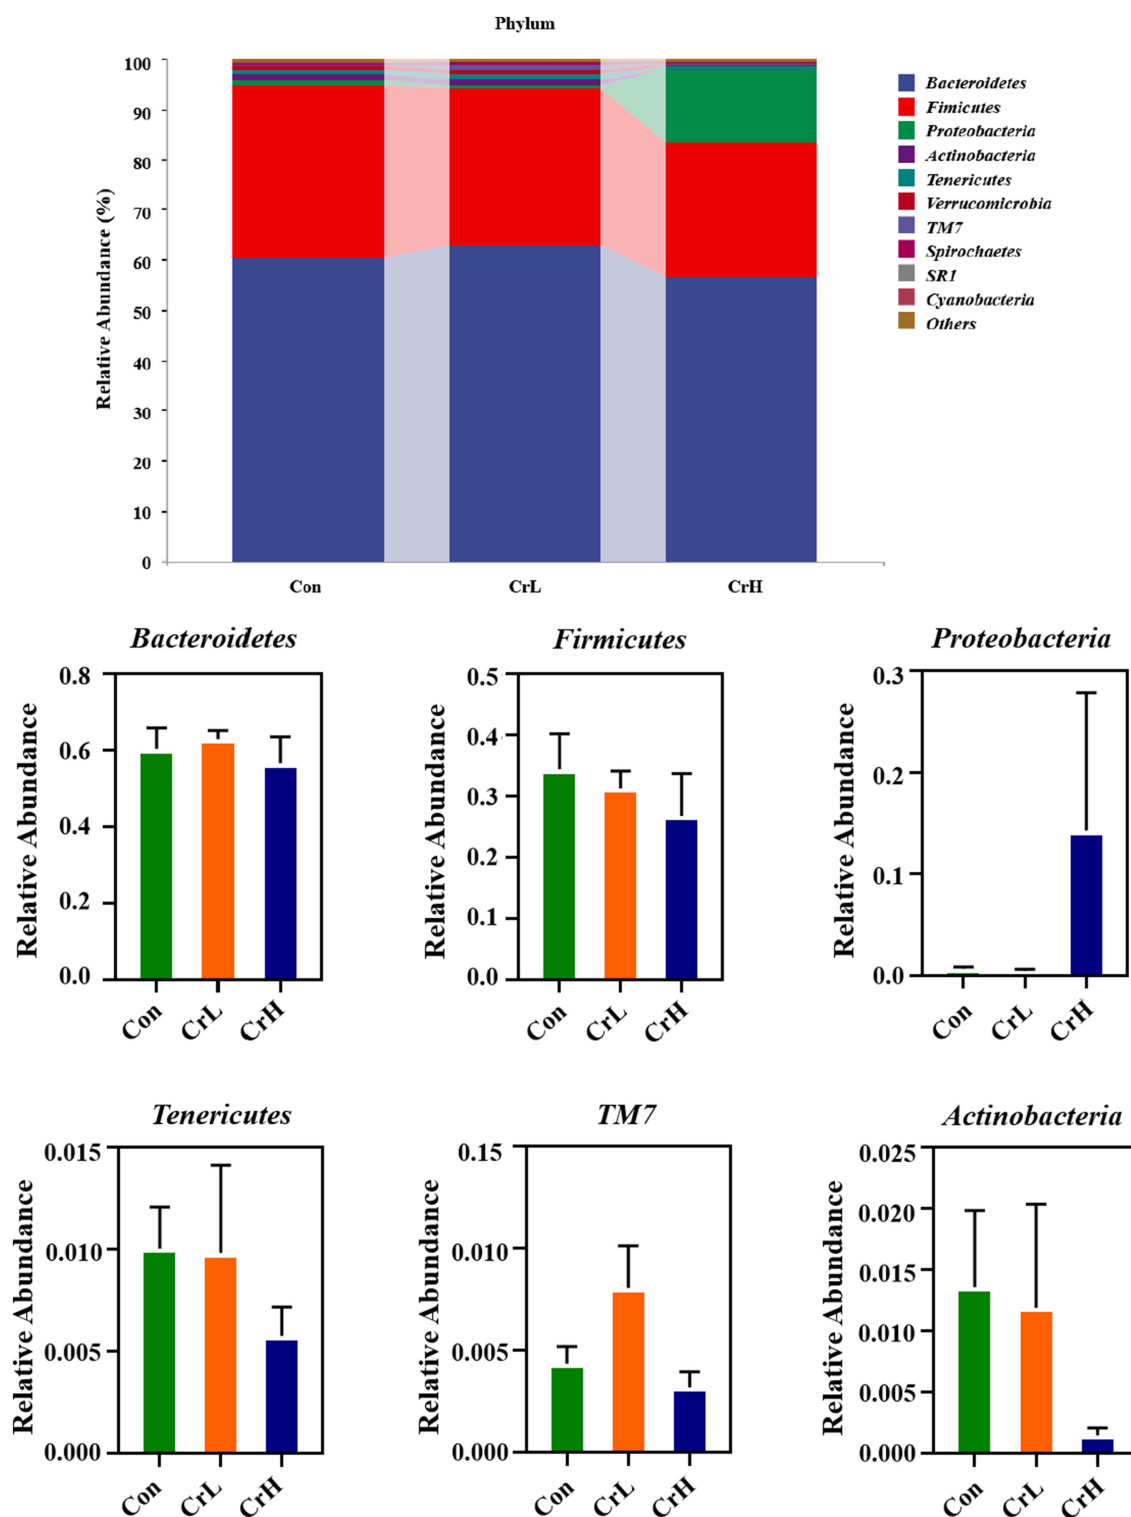 Phylum
Relative Abundance (%)
100
90
80
70
60
50
40
30
20
10
0
Con CrL CrH
Bacteroidetes
Fimicutes
Proteobacteria
Actinobacteria
Tenericutes
Verrucomicrobia
TM7
Spirochaetes
SR1
Cyanobacteria
Others
Bacteroidetes
Relative Abundance
0.8
0.6
0.4
0.2
0.0
Con CrL CrH
Firmicutes
Relative Abundance
0.5
0.4
0.3
0.2
0.1
0.0
Con CrL CrH
Proteobacteria
Relative Abundance
0.3
0.2
0.1
0.0
Con CrL CrH
Tenericutes
Relative Abundance
0.015
0.010
0.005
0.000
Con CrL CrH
TM7
Relative Abundance
0.15
0.010
0.005
0.000
Con CrL CrH
Actinobacteria
Relative Abundance
0.025
0.020
0.015
0.010
0.005
0.000
Con CrL CrH